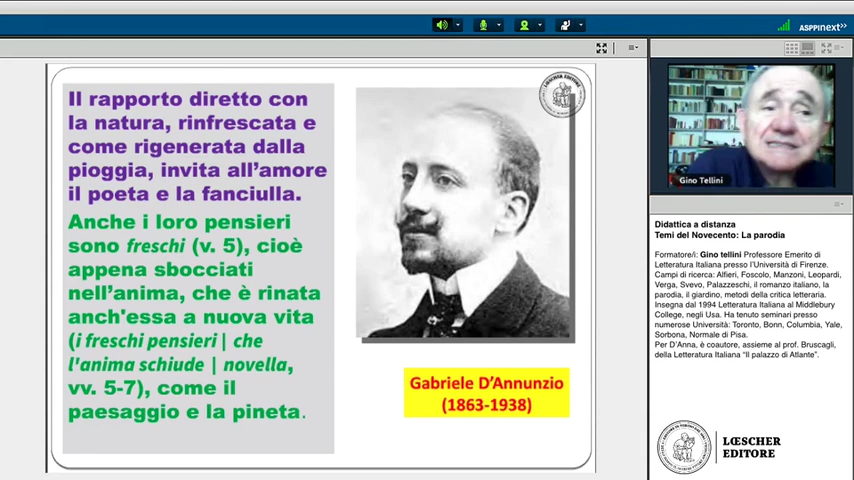 ASPPInext>>
Il rapporto diretto con
la natura, rinfrescata e
come rigenerata dalla
pioggia, invita all'amore
il poeta e la fanciulla.
Anche i loro pensieri
sono freschi (v. 5), cioè
appena sbocciati
nell'anima, che è rinata
anch'essa a nuova vita
(i freschi pensieri | che
l'anima schiude | novella,
vv. 5-7), come il
paesaggio e la pineta.
LOESCHER EDITORE
Gabriele D'Annunzio
(1863-1938)
Gino Tellini
Didattica a distanza
Temi del Novecento: La parodia
Formatore/i: Gino tellini Professore Emerito di
Letteratura Italiana presso l'Università di Firenze.
Campi di ricerca: Alfieri, Foscolo, Manzoni, Leopardi,
Verga, Svevo, Palazzeschi, il romanzo italiano, la
parodia, il giardino, metodi della critica letteraria.
Insegna dal 1994 Letteratura Italiana al Middlebury
College, negli Usa. Ha tenuto seminari presso
numerose Università: Toronto, Bonn, Columbia, Yale,
Sorbona, Normale di Pisa.
Per D'Anna, è coautore, assieme al prof. Bruscagli,
della Letteratura Italiana "Il palazzo di Atlante".
LŒSCHER
EDITORE